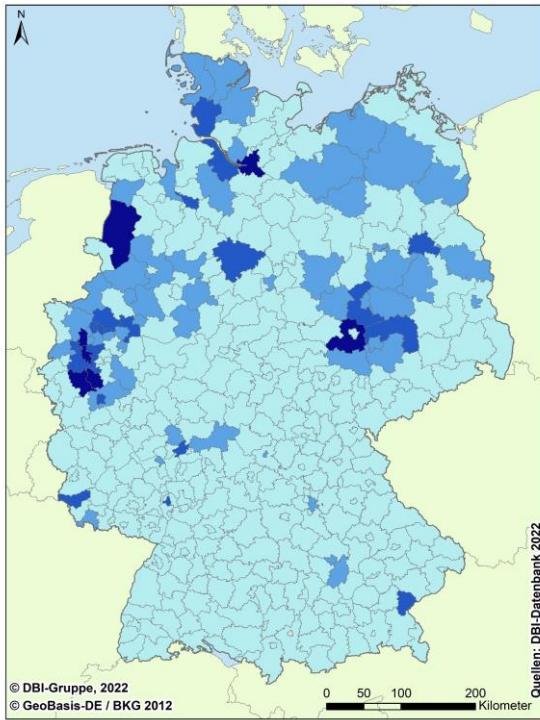 N
Quellen: DBI-Datenbank 2022
© DBI-Gruppe, 2022
© GeoBasis-DE / BKG 2012
0 50 100 200
Kilometer